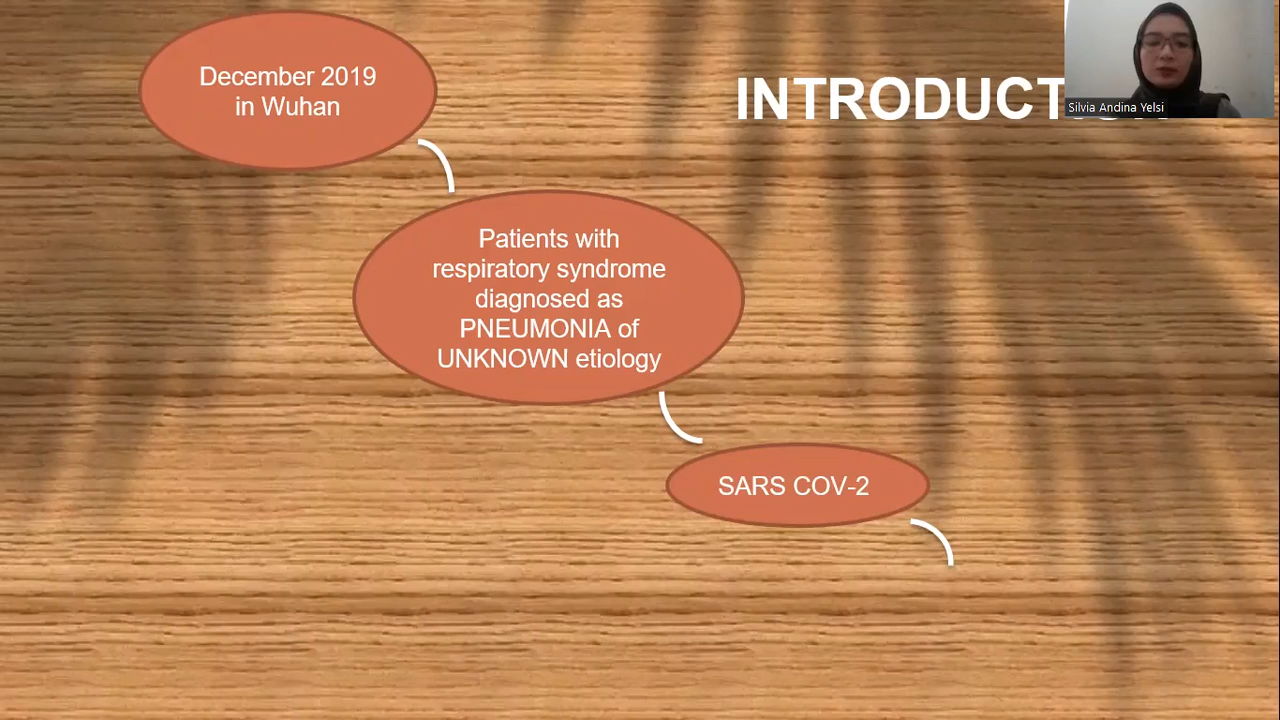 December 2019
in Wuhan
INTRODUCT
Silvia Andina Yelsi
Patients with
respiratory syndrome
diagnosed as
PNEUMONIA of
UNKNOWN etiology
SARS COV-2